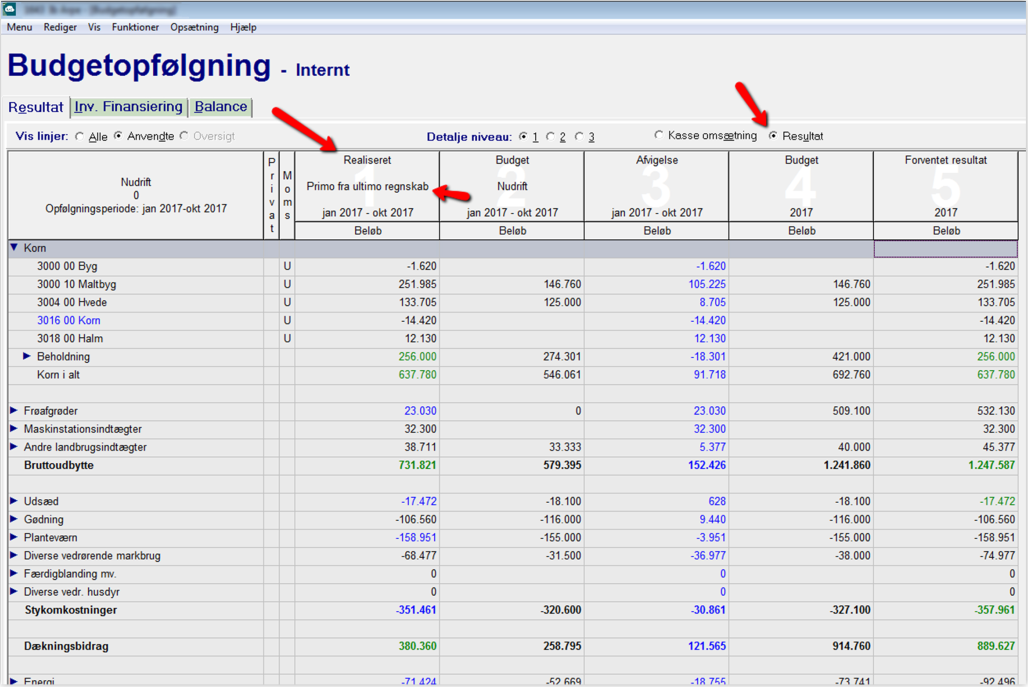 [Budgetopfølgning]
Menu Rediger Vis Funktioner Opsætning Hjælp
Budgetopfølgning - Internt
Resultat Inv. Finansiering Balance
Vis linjer: Alle Anvendte Oversigt Detalje niveau: 1 2 3 Kasse omsætning Resultat
Nudrift
0
Opfølgningsperiode: jan 2017-okt 2017
Privat
Moms
1 2 3 4 5
Realiseret Budget Afvigelse Budget Forventet resultat
Primo fra ultimo regnskab Nudrift
jan 2017 - okt 2017 jan 2017 - okt 2017 jan 2017 - okt 2017 2017 2017
Beløb Beløb Beløb Beløb Beløb
Korn
3000 00 Byg U -1.620 -1.620 -1.620
3000 10 Maltbyg U 251.985 146.760 105.225 146.760 251.985
3004 00 Hvede U 133.705 125.000 8.705 125.000 133.705
3016 00 Korn U -14.420 -14.420 -14.420
3018 00 Halm U 12.130 12.130 12.130
Beholdning 256.000 274.301 -18.301 421.000 256.000
Korn i alt 637.780 546.061 91.718 692.760 637.780
Frøafgrøder 23.030 0 23.030 509.100 532.130
Maskinstationsindtægter 32.300 32.300 32.300
Andre landbrugsindtægter 38.711 33.333 5.377 40.000 45.377
Bruttoudbytte 731.821 579.395 152.426 1.241.860 1.247.587
Udsæd -17.472 -18.100 628 -18.100 -17.472
Gødning -106.560 -116.000 9.440 -116.000 -106.560
Planteværn -158.951 -155.000 -3.951 -155.000 -158.951
Diverse vedrørende markbrug -68.477 -31.500 -36.977 -38.000 -74.977
Færdigblanding mv. 0 0 0
Diverse vedr. husdyr 0 0 0
Stykomkostninger -351.461 -320.600 -30.861 -327.100 -357.961
Dækningsbidrag 380.360 258.795 121.565 914.760 889.627
Energi -71.424 -52.669 -18.755 -73.741 -92.496